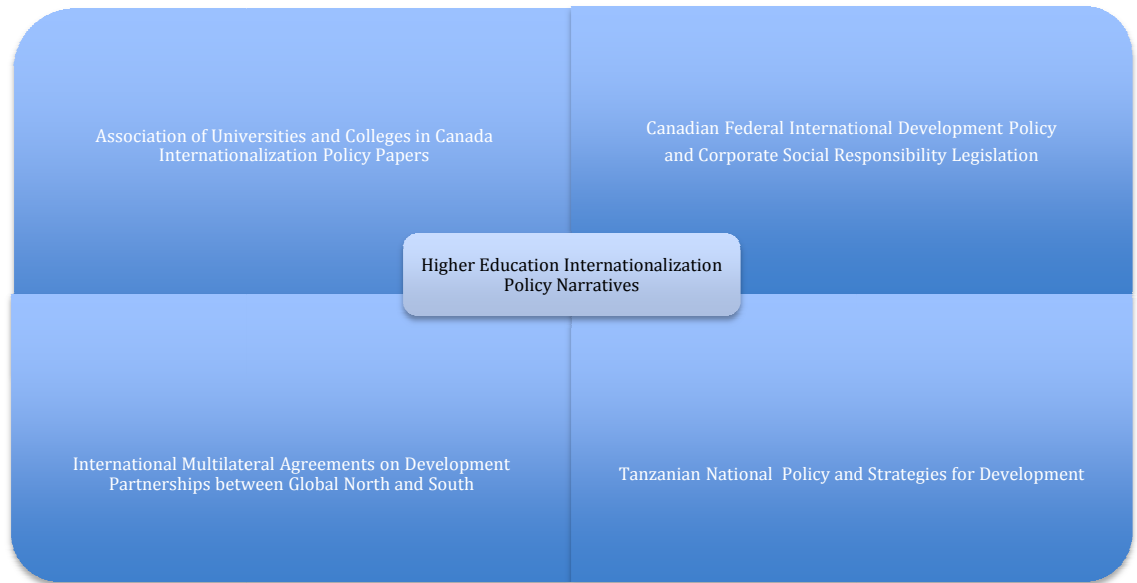 Association of Universities and Colleges in Canada
Internationalization Policy Papers
Canadian Federal International Development Policy
and Corporate Social Responsibility Legislation
Higher Education Internationalization
Policy Narratives
International Multilateral Agreements on Development
Partnerships between Global North and South
Tanzanian National  Policy and Strategies for Development